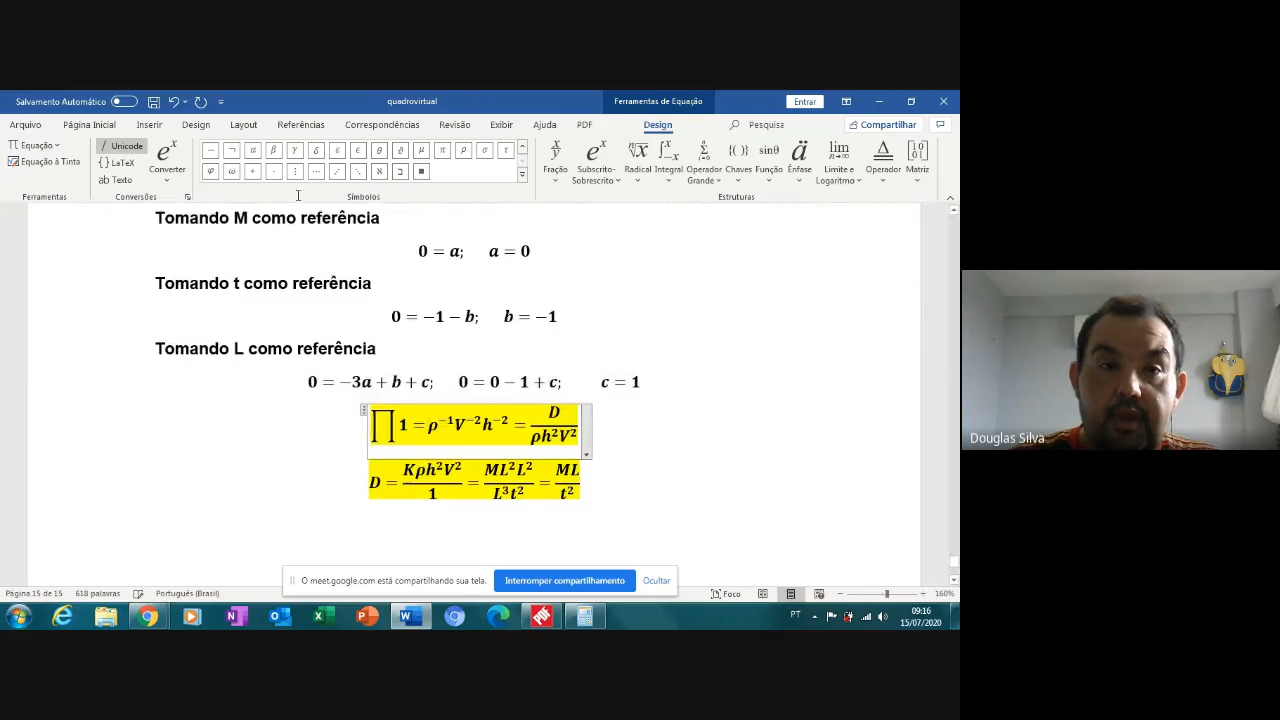 Salvamento Automático
quadrovirtual
Ferramentas de Equação
Entrar
Arquivo Página Inicial Inserir Design Layout Referências Correspondências Revisão Exibir Ajuda PDF Design Pesquisa Compartilhar
π Equação
Equação à Tinta
Unicode
LaTeX
ab Texto
eˣ
Converter
− ¬ α β γ δ ε ϵ θ ϑ μ π ρ σ τ
φ ω
Fração Subscrito-Sobrescrito Radical Integral Operador Grande Chaves Função Ênfase Limite e Logaritmo Operador Matriz
Ferramentas Conversões Símbolos Estruturas
Tomando M como referência
0 = a; a = 0
Tomando t como referência
0 = −1 − b; b = −1
Tomando L como referência
0 = −3a + b + c; 0 = 0 − 1 + c; c = 1
∏ 1 = ρ⁻¹V⁻²h⁻² = D/ρh²V²
D = Kρh²V²/1 = ML²L²/L³t² = ML/t²
O meet.google.com está compartilhando sua tela. Interromper compartilhamento Ocultar
Página 15 de 15 618 palavras Português (Brasil) Foco 160%
PT
09:16
15/07/2020
Douglas Silva